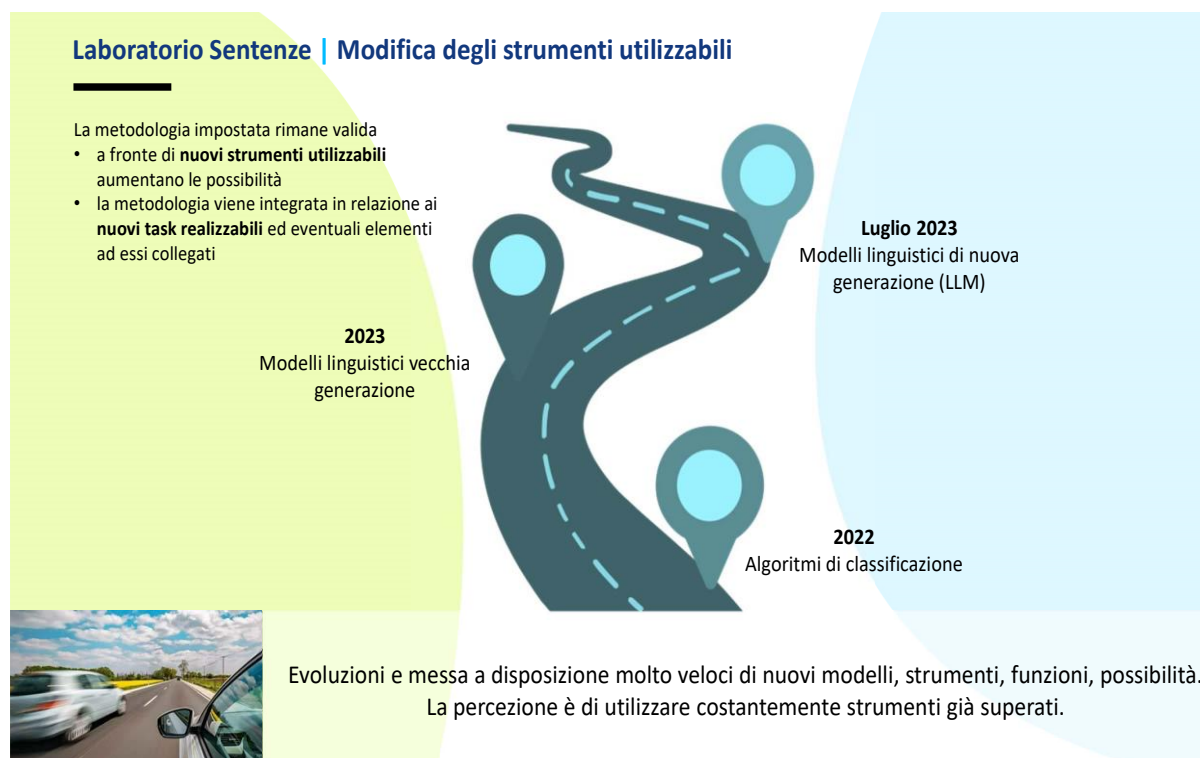 Laboratorio Sentenze | Modifica degli strumenti utilizzabili
La metodologia impostata rimane valida
• a fronte di nuovi strumenti utilizzabili
aumentano le possibilità
• la metodologia viene integrata in relazione ai
nuovi task realizzabili ed eventuali elementi
ad essi collegati
Luglio 2023
Modelli linguistici di nuova
generazione (LLM)
2023
Modelli linguistici vecchia
generazione
2022
Algoritmi di classificazione
Evoluzioni e messa a disposizione molto veloci di nuovi modelli, strumenti, funzioni, possibilità.
La percezione è di utilizzare costantemente strumenti già superati.